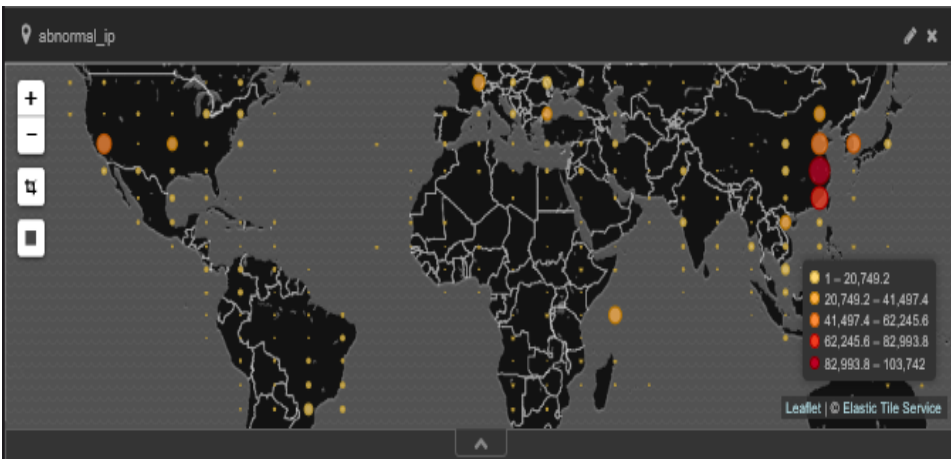 abnormal_ip
+
−
1 – 20,749.2
20,749.2 – 41,497.4
41,497.4 – 62,245.6
62,245.6 – 82,993.8
82,993.8 – 103,742
Leaflet | © Elastic Tile Service